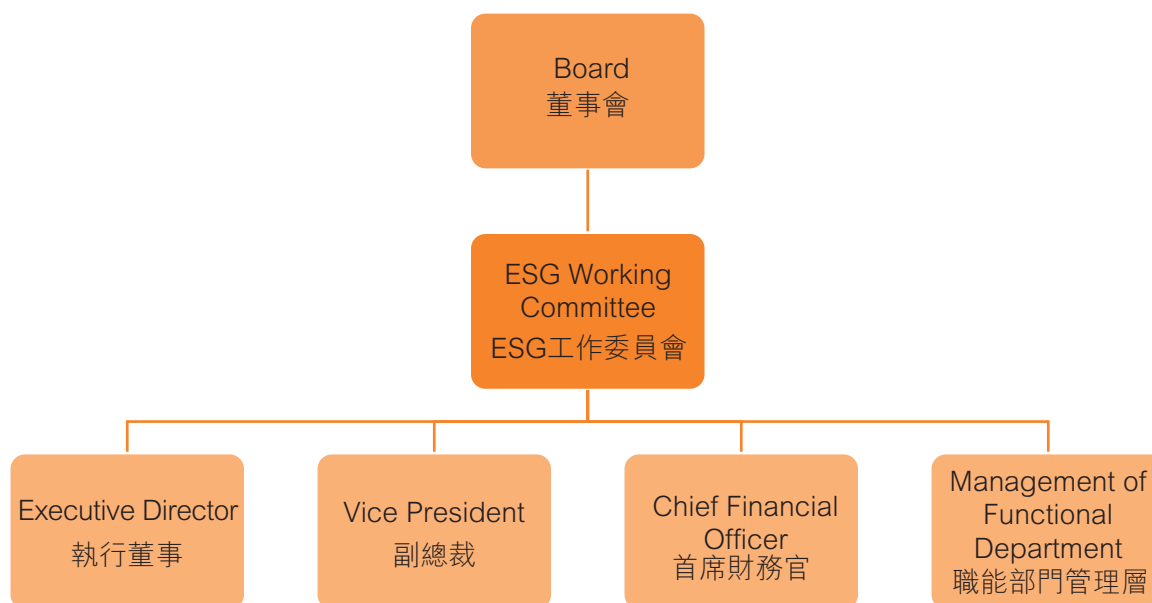 Board
董事會
ESG Working
Committee
ESG工作委員會
Executive Director
執行董事
Vice President
副總裁
Chief Financial
Officer
首席財務官
Management of
Functional
Department
職能部門管理層